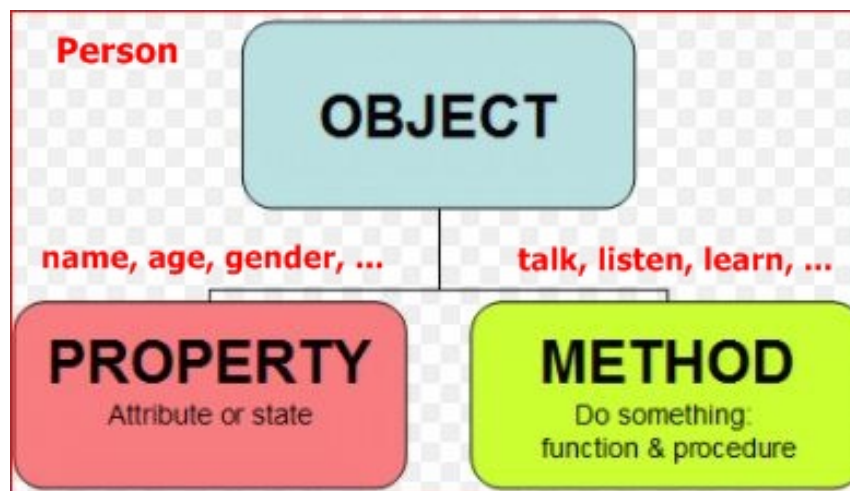 Person
OBJECT
name, age, gender, ...
talk, listen, learn, ...
PROPERTY
Attribute or state
METHOD
Do something:
function & procedure